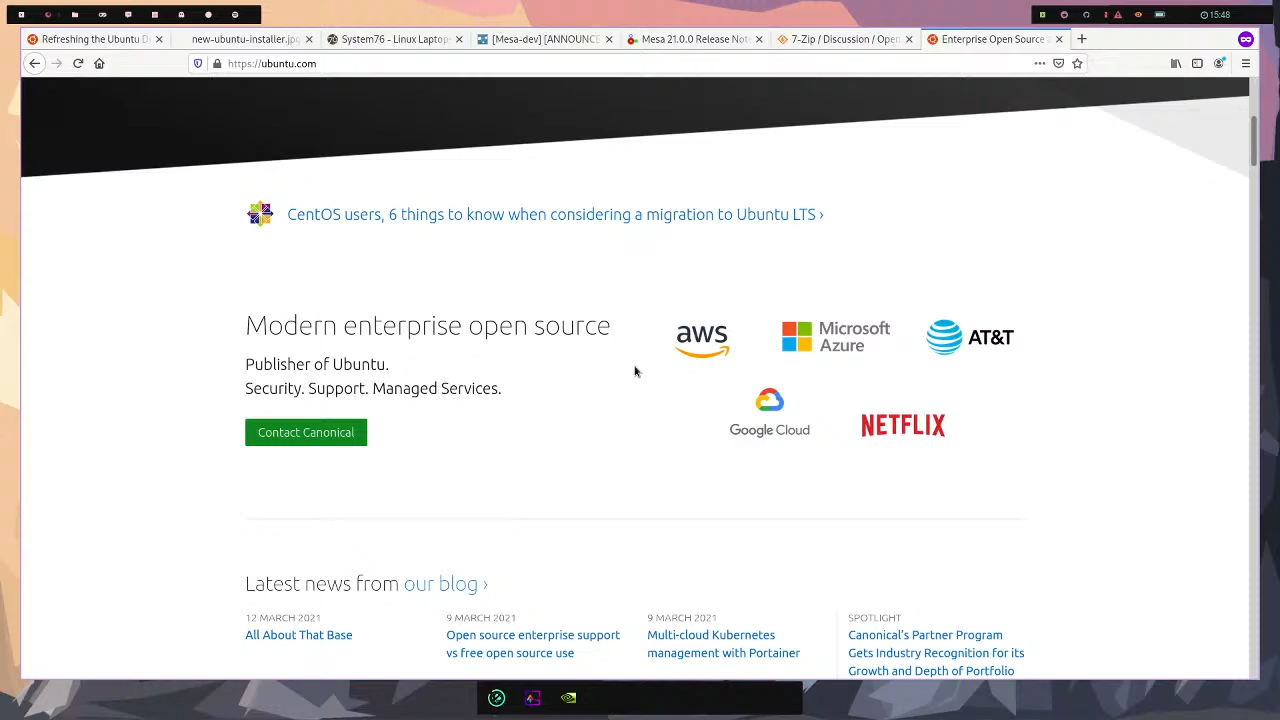 15:48
Refreshing the Ubuntu D
new-ubuntu-installer.jp
System76 - Linux Laptop
[Mesa-dev] [ANNOUNCE
Mesa 21.0.0 Release Not
7-Zip / Discussion / Open
Enterprise Open Source
https://ubuntu.com
CentOS users, 6 things to know when considering a migration to Ubuntu LTS ›
Modern enterprise open source
Publisher of Ubuntu.
Security. Support. Managed Services.
Contact Canonical
aws
Microsoft
Azure
AT&T
Google Cloud
NETFLIX
Latest news from our blog ›
12 MARCH 2021
All About That Base
9 MARCH 2021
Open source enterprise support
vs free open source use
9 MARCH 2021
Multi-cloud Kubernetes
management with Portainer
SPOTLIGHT
Canonical's Partner Program
Gets Industry Recognition for its
Growth and Depth of Portfolio